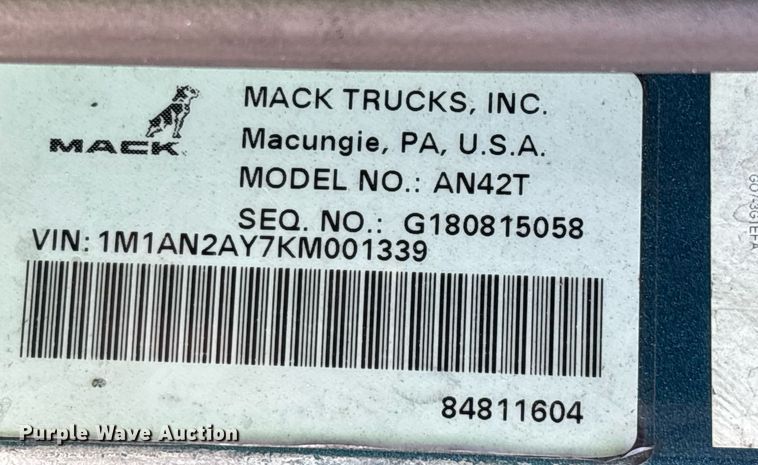 MACK
MACK TRUCKS, INC.
Macungie, PA, U.S.A.
MODEL NO.: AN42T
SEQ. NO.: G180815058
VIN: 1M1AN2AY7KM001339
84811604
Purple Wave Auction